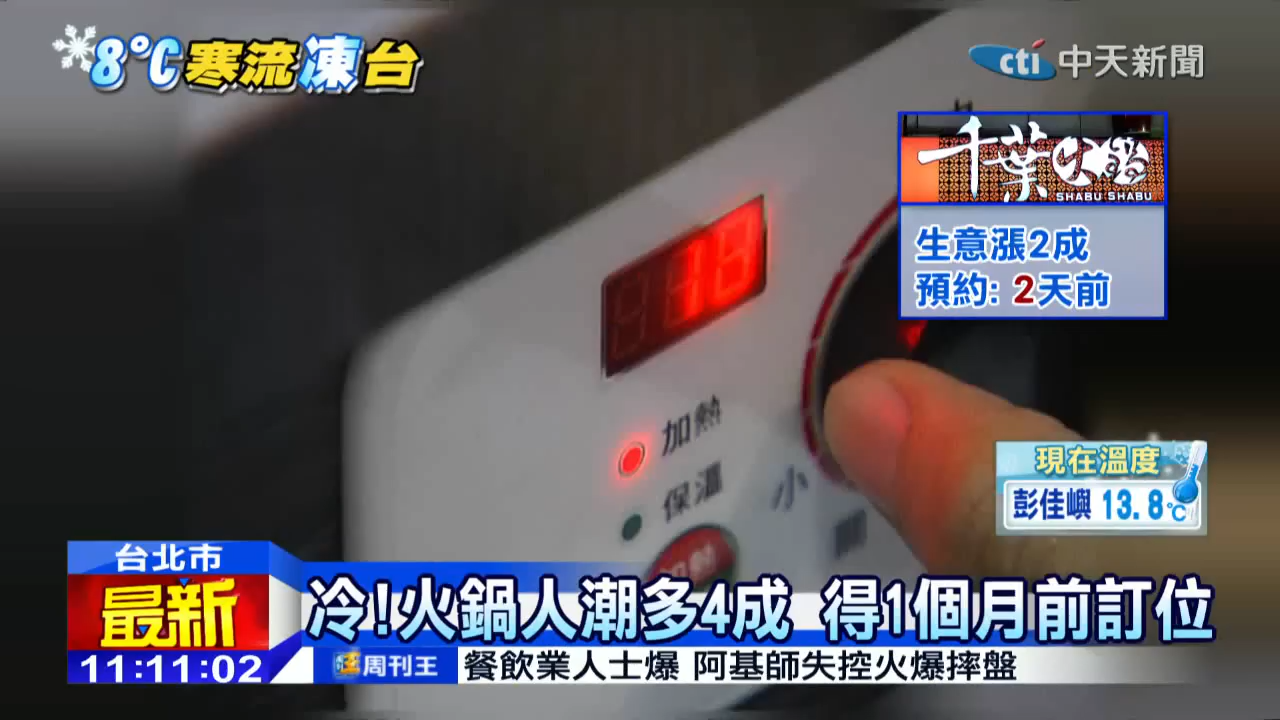 8℃寒流凍台
cti 中天新聞
千葉火鍋
SHABU SHABU
生意漲2成
預約: 2天前
18
加熱
保溫
小
現在溫度
彭佳嶼 13.8℃
台北市
最新
冷!火鍋人潮多4成 得1個月前訂位
11:11:02
周刊王 餐飲業人士爆 阿基師失控火爆摔盤